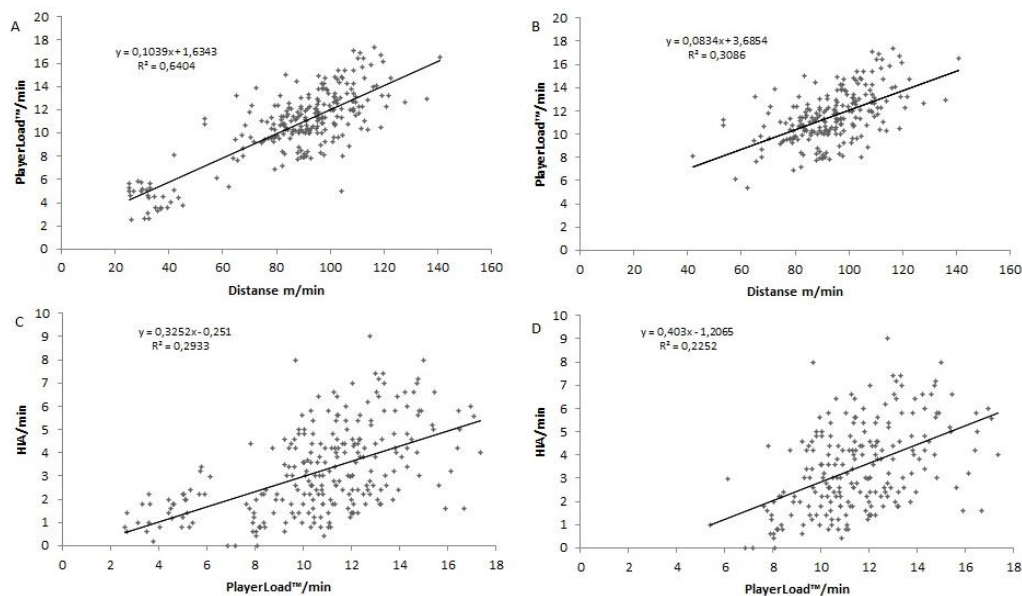 A
y = 0,1039x + 1,6343
R² = 0,6404
PlayerLoad™/min
18
16
14
12
10
8
6
4
2
0
0 20 40 60 80 100 120 140 160
Distanse m/min
B
y = 0,0834x + 3,6854
R² = 0,3086
PlayerLoad™/min
20
18
16
14
12
10
8
6
4
2
0
0 20 40 60 80 100 120 140 160
Distanse m/min
C
y = 0,3252x - 0,251
R² = 0,2933
HIA/min
10
9
8
7
6
5
4
3
2
1
0
0 2 4 6 8 10 12 14 16 18
PlayerLoad™/min
D
y = 0,403x - 1,2065
R² = 0,2252
HIA/min
10
9
8
7
6
5
4
3
2
1
0
0 2 4 6 8 10 12 14 16 18
PlayerLoad™/min